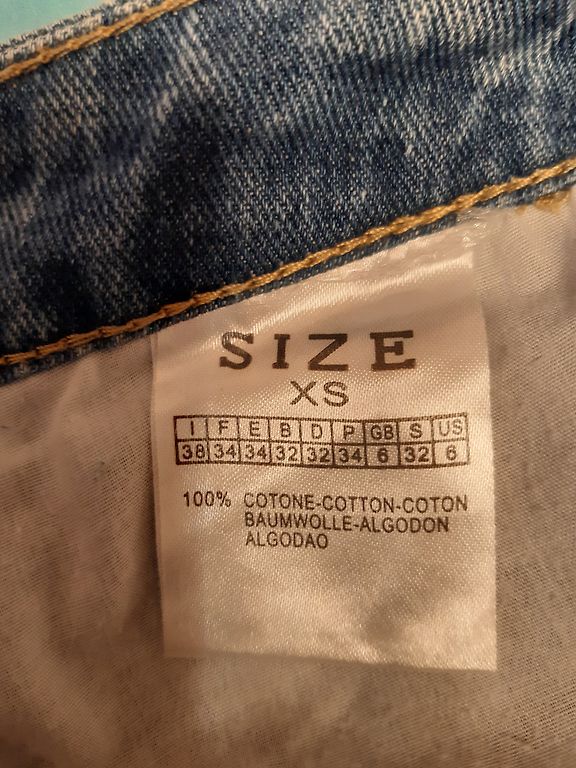 SIZE
XS
I F E B D P GB S US
38 34 34 32 32 34 6 32 6
100% COTONE-COTTON-COTON
BAUMWOLLE-ALGODON
ALGODAO